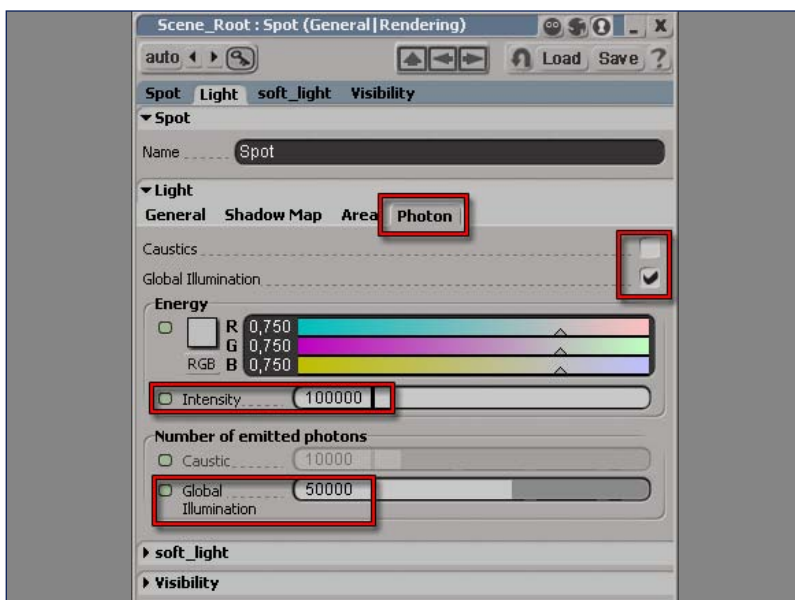 Scene_Root : Spot (General|Rendering)
auto Load Save ?
Spot Light soft_light Visibility
Spot
Name Spot
Light
General Shadow Map Area Photon
Caustics
Global Illumination
Energy
R 0,750
G 0,750
RGB B 0,750
Intensity 100000
Number of emitted photons
Caustic 10000
Global 50000
Illumination
soft_light
Visibility